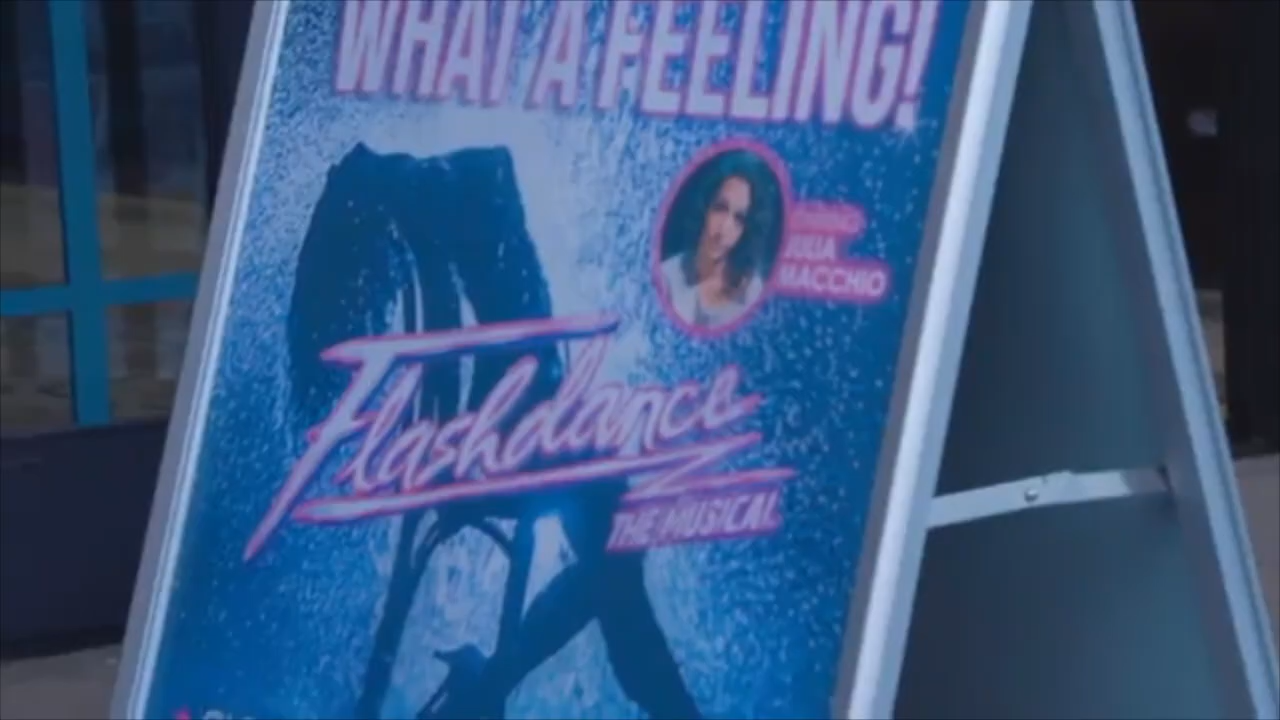 WHAT A FEELING!
JULIA
MACCHIO
Flashdance
THE MUSICAL